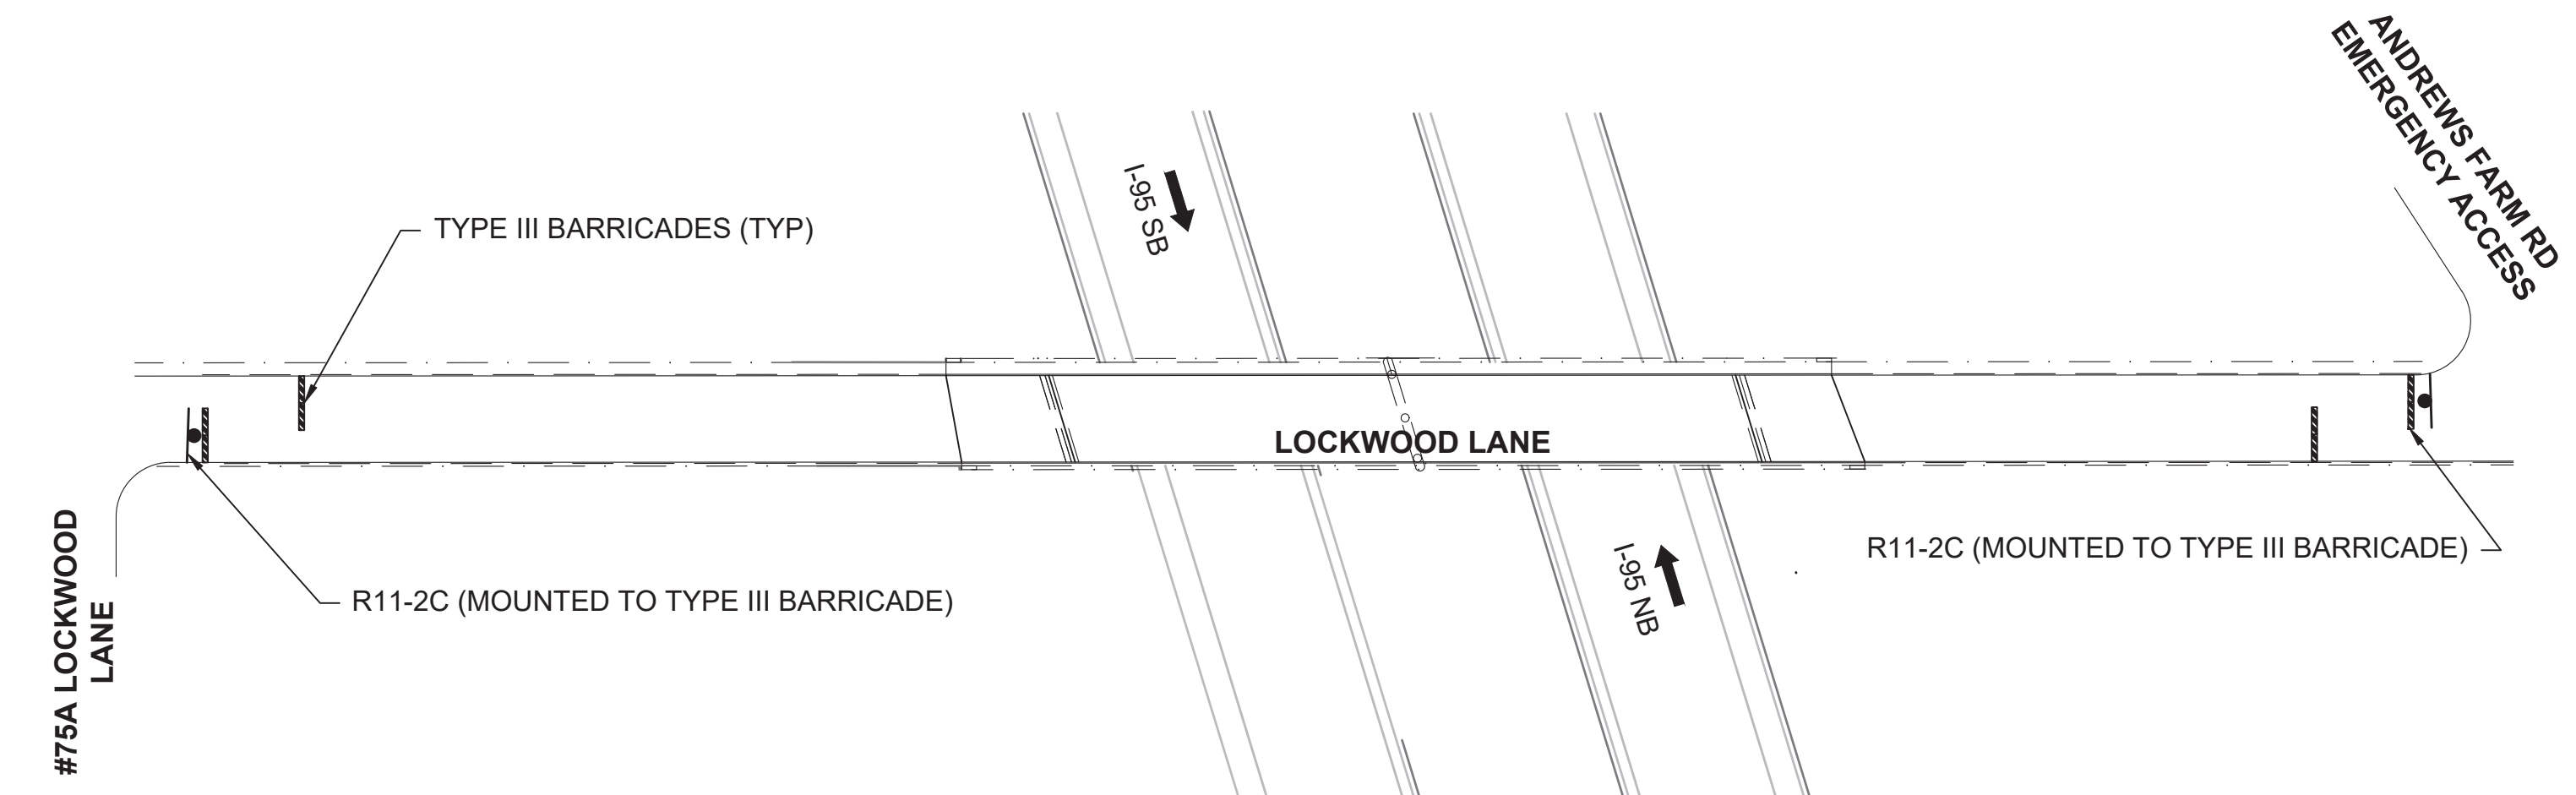 ANDREWS FARM RD
EMERGENCY ACCESS
I-95 SB
TYPE III BARRICADES (TYP)
LOCKWOOD LANE
#75A LOCKWOOD
LANE
R11-2C (MOUNTED TO TYPE III BARRICADE)
I-95 NB
R11-2C (MOUNTED TO TYPE III BARRICADE)